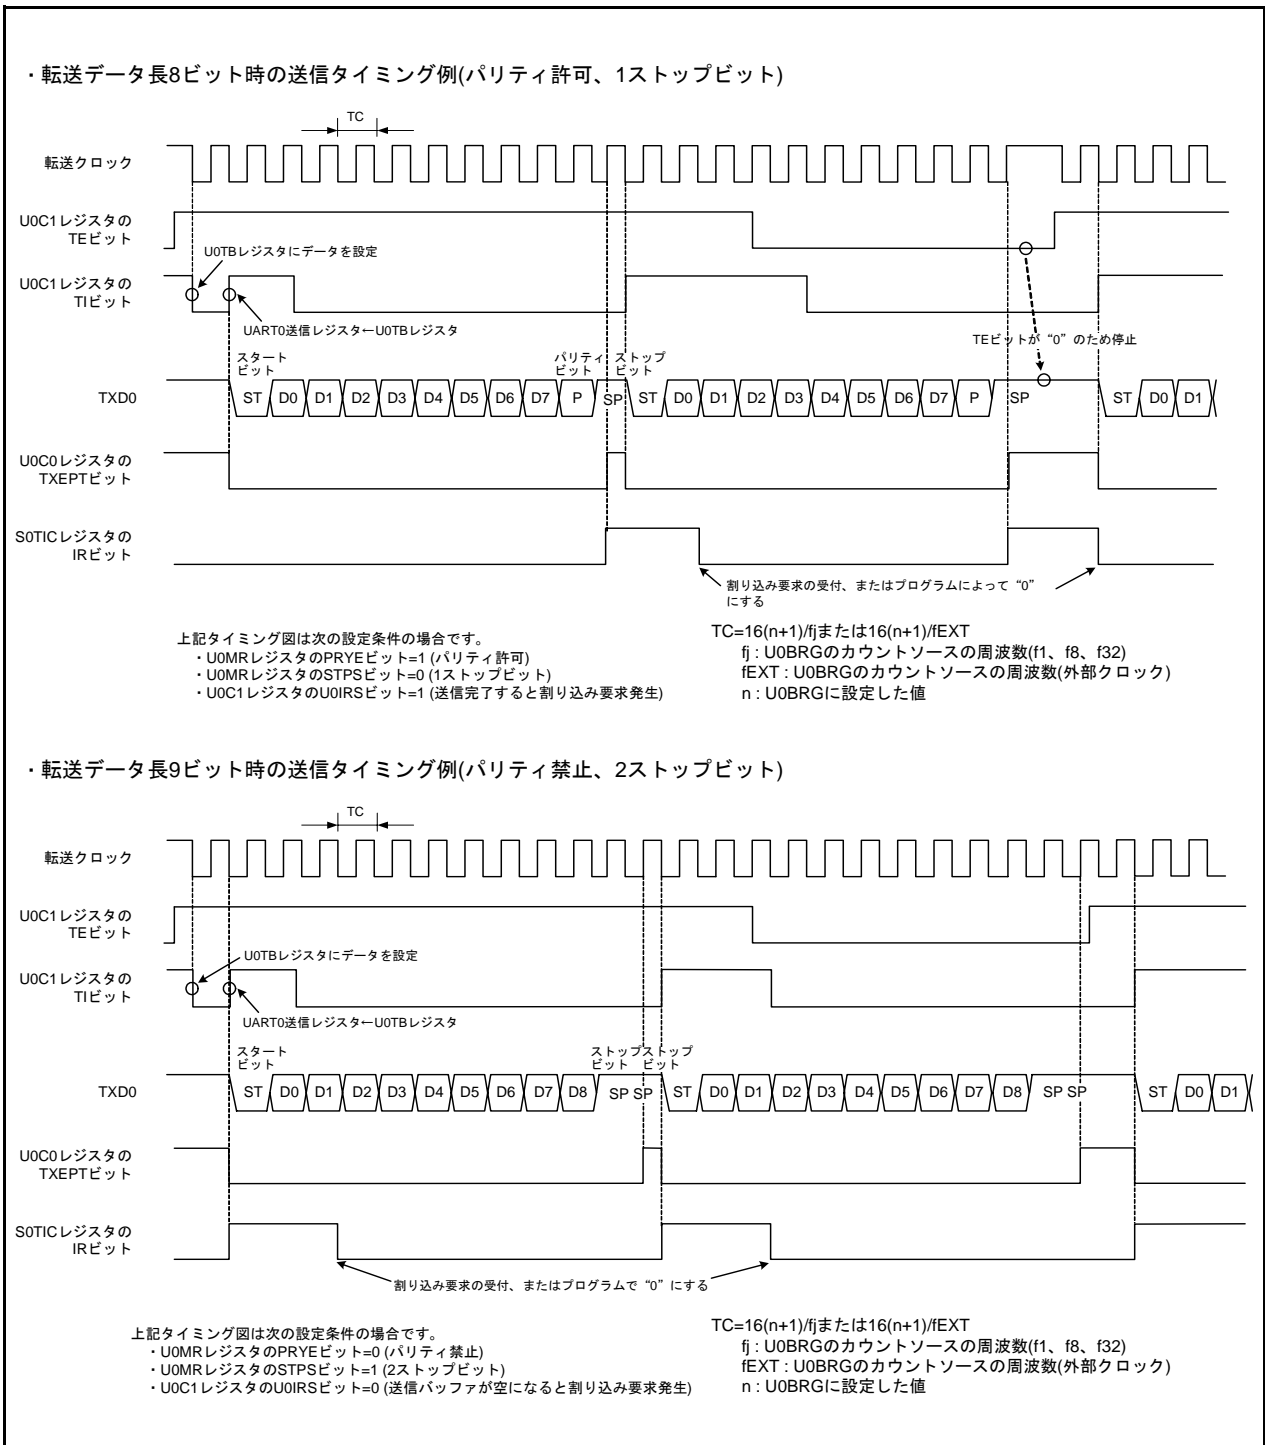 ・転送データ長8ビット時の送信タイミング例(パリティ許可、1ストップビット)
TC
転送クロック
U0C1レジスタの
TEビット
U0TBレジスタにデータを設定
U0C1レジスタの
TIビット
UART0送信レジスタ←U0TBレジスタ
TEビットが“0”のため停止
スタート
ビット
パリティ
ビット
ストップ
ビット
TXD0
ST D0 D1 D2 D3 D4 D5 D6 D7 P SP ST D0 D1 D2 D3 D4 D5 D6 D7 P SP ST D0 D1
U0C0レジスタの
TXEPTビット
S0TICレジスタの
IRビット
割り込み要求の受付、またはプログラムによって“0”
にする
上記タイミング図は次の設定条件の場合です。
・U0MRレジスタのPRYEビット=1 (パリティ許可)
・U0MRレジスタのSTPSビット=0 (1ストップビット)
・U0C1レジスタのU0IRSビット=1 (送信完了すると割り込み要求発生)
TC=16(n+1)/fjまたは16(n+1)/fEXT
fj : U0BRGのカウントソースの周波数(f1、f8、f32)
fEXT : U0BRGのカウントソースの周波数(外部クロック)
n : U0BRGに設定した値
・転送データ長9ビット時の送信タイミング例(パリティ禁止、2ストップビット)
TC
転送クロック
U0C1レジスタの
TEビット
U0TBレジスタにデータを設定
U0C1レジスタの
TIビット
UART0送信レジスタ←U0TBレジスタ
スタート
ビット
ストップ
ビット
ストップ
ビット
TXD0
ST D0 D1 D2 D3 D4 D5 D6 D7 D8 SP SP ST D0 D1 D2 D3 D4 D5 D6 D7 D8 SP SP ST D0 D1
U0C0レジスタの
TXEPTビット
S0TICレジスタの
IRビット
割り込み要求の受付、またはプログラムで“0”にする
上記タイミング図は次の設定条件の場合です。
・U0MRレジスタのPRYEビット=0 (パリティ禁止)
・U0MRレジスタのSTPSビット=1 (2ストップビット)
・U0C1レジスタのU0IRSビット=0 (送信バッファが空になると割り込み要求発生)
TC=16(n+1)/fjまたは16(n+1)/fEXT
fj : U0BRGのカウントソースの周波数(f1、f8、f32)
fEXT : U0BRGのカウントソースの周波数(外部クロック)
n : U0BRGに設定した値